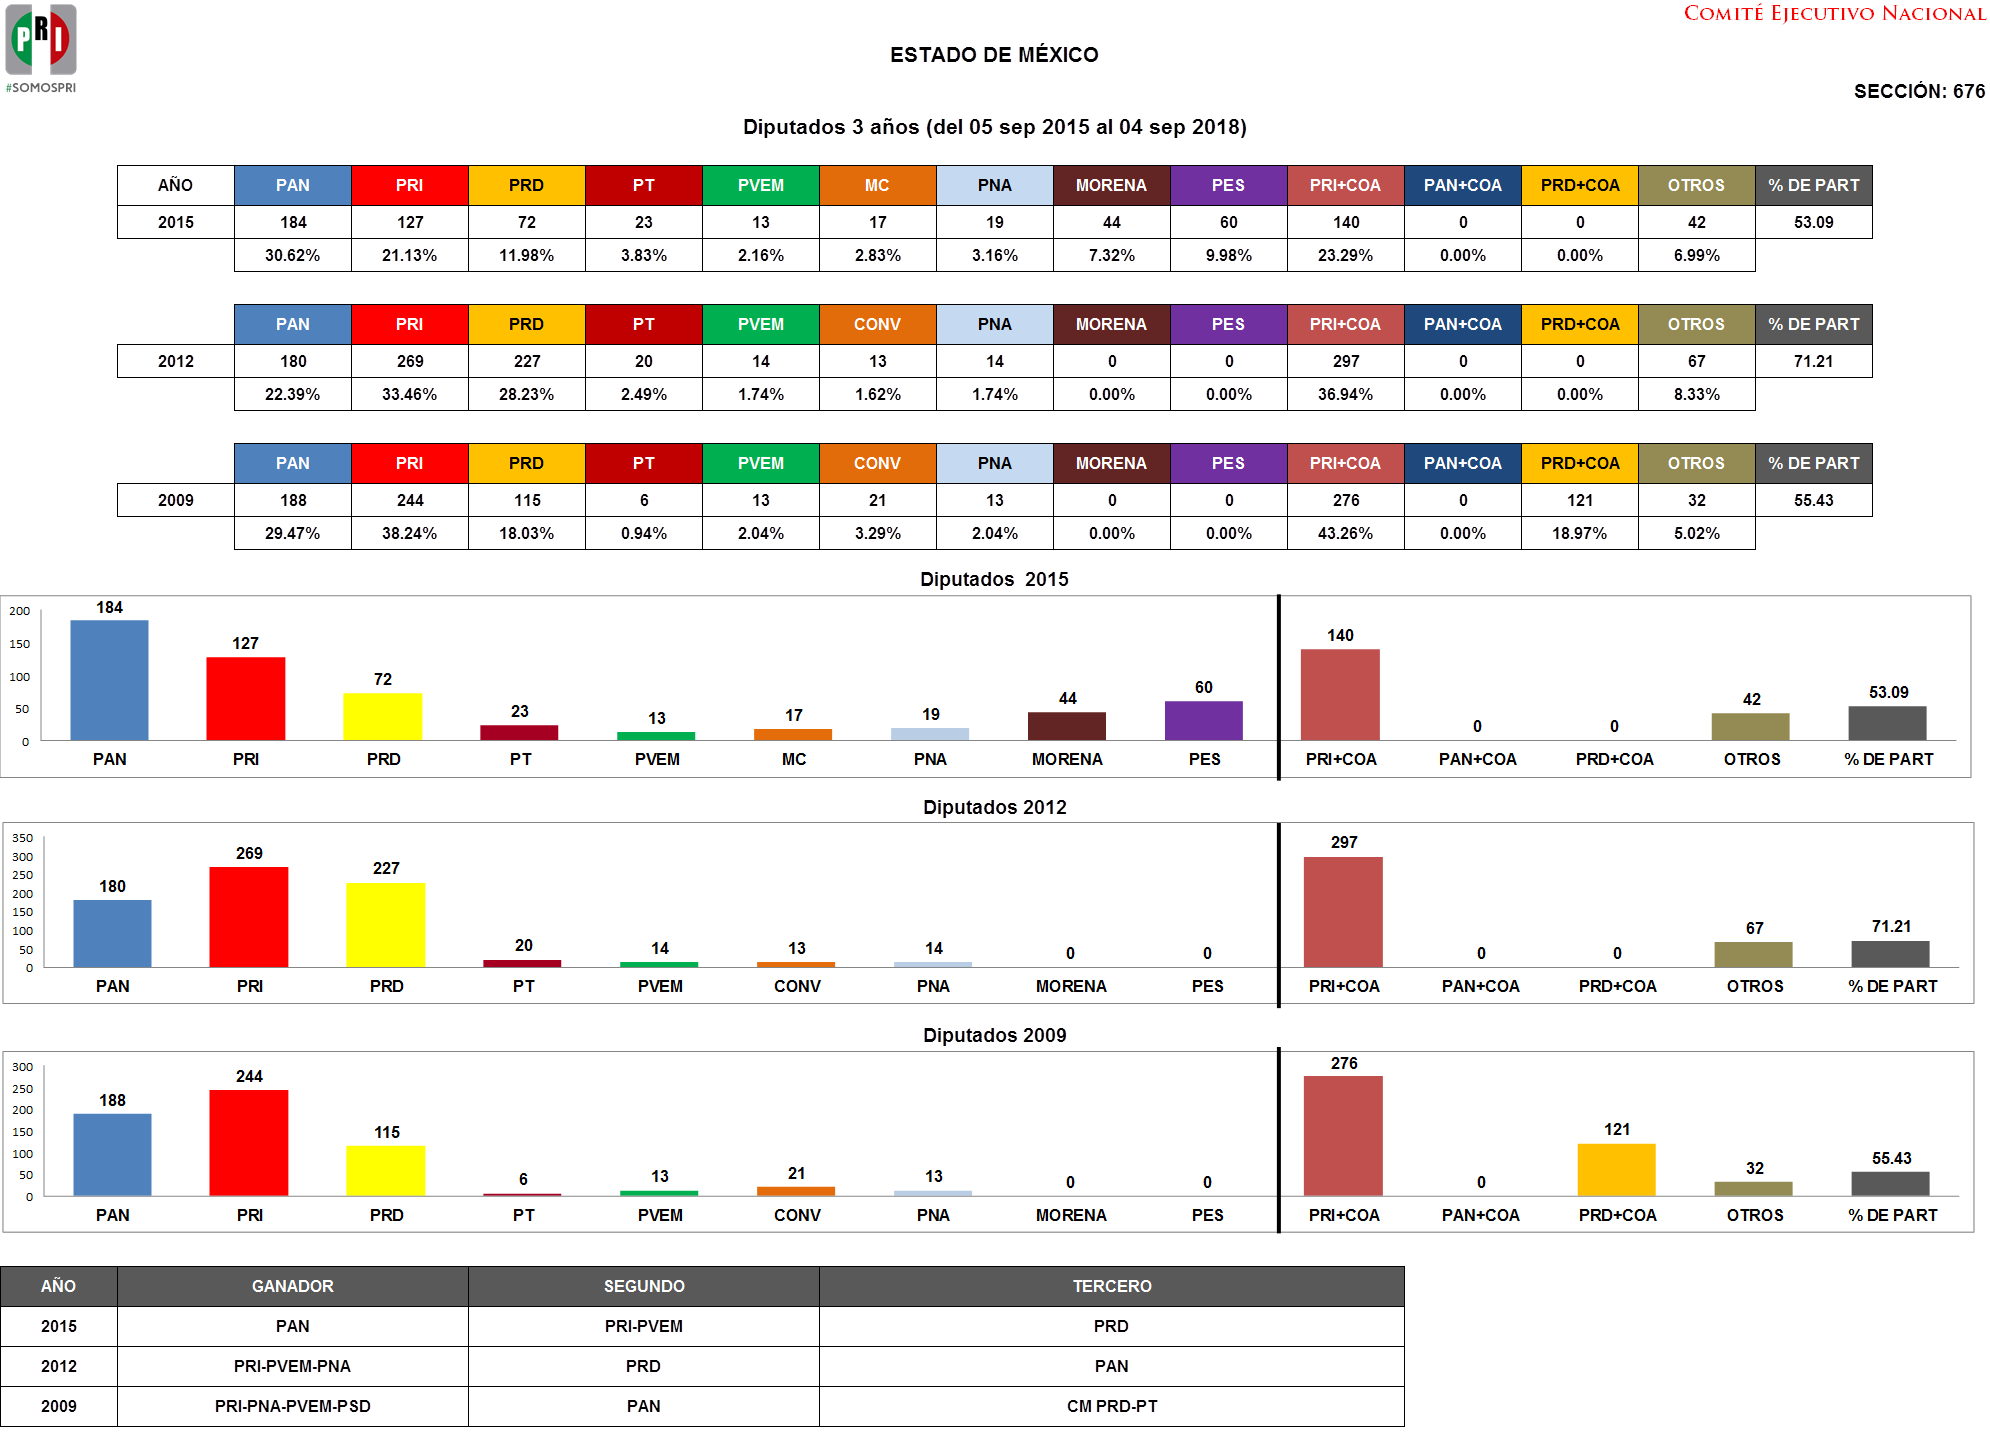 PRI
#SOMOSPRI
COMITÉ EJECUTIVO NACIONAL
ESTADO DE MÉXICO
SECCIÓN: 676
Diputados 3 años (del 05 sep 2015 al 04 sep 2018)
AÑO PAN PRI PRD PT PVEM MC PNA MORENA PES PRI+COA PAN+COA PRD+COA OTROS % DE PART
2015 184 127 72 23 13 17 19 44 60 140 0 0 42 53.09
30.62% 21.13% 11.98% 3.83% 2.16% 2.83% 3.16% 7.32% 9.98% 23.29% 0.00% 0.00% 6.99%
PAN PRI PRD PT PVEM CONV PNA MORENA PES PRI+COA PAN+COA PRD+COA OTROS % DE PART
2012 180 269 227 20 14 13 14 0 0 297 0 0 67 71.21
22.39% 33.46% 28.23% 2.49% 1.74% 1.62% 1.74% 0.00% 0.00% 36.94% 0.00% 0.00% 8.33%
PAN PRI PRD PT PVEM CONV PNA MORENA PES PRI+COA PAN+COA PRD+COA OTROS % DE PART
2009 188 244 115 6 13 21 13 0 0 276 0 121 32 55.43
29.47% 38.24% 18.03% 0.94% 2.04% 3.29% 2.04% 0.00% 0.00% 43.26% 0.00% 18.97% 5.02%
Diputados 2015
200
150
100
50
0
184 127 72 23 13 17 19 44 60 140 0 0 42 53.09
PAN PRI PRD PT PVEM MC PNA MORENA PES PRI+COA PAN+COA PRD+COA OTROS % DE PART
Diputados 2012
350
300
250
200
150
100
50
0
180 269 227 20 14 13 14 0 0 297 0 0 67 71.21
PAN PRI PRD PT PVEM CONV PNA MORENA PES PRI+COA PAN+COA PRD+COA OTROS % DE PART
Diputados 2009
300
250
200
150
100
50
0
188 244 115 6 13 21 13 0 0 276 0 121 32 55.43
PAN PRI PRD PT PVEM CONV PNA MORENA PES PRI+COA PAN+COA PRD+COA OTROS % DE PART
AÑO GANADOR SEGUNDO TERCERO
2015 PAN PRI-PVEM PRD
2012 PRI-PVEM-PNA PRD PAN
2009 PRI-PNA-PVEM-PSD PAN CM PRD-PT